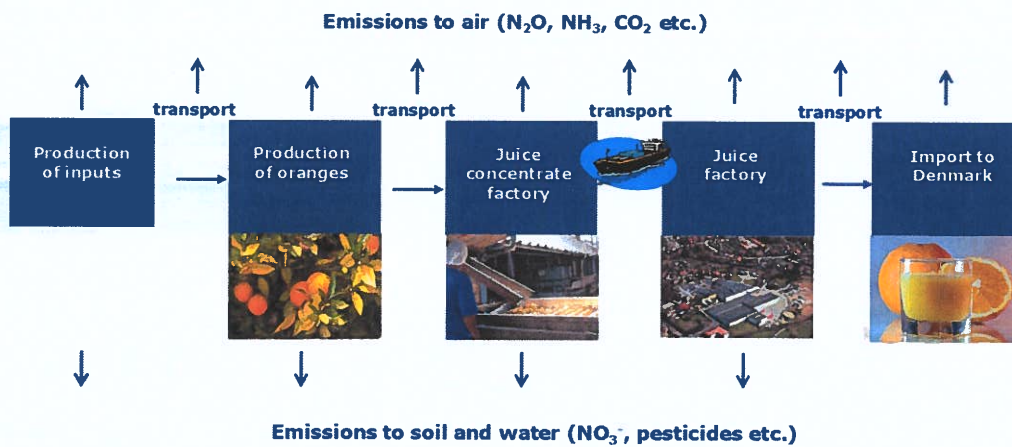 Emissions to air (N₂O, NH₃, CO₂ etc.)
transport
transport
transport
transport
Production
of inputs
Production
of oranges
Juice
concentrate
factory
Juice
factory
Import to
Denmark
Emissions to soil and water (NO₃⁻, pesticides etc.)